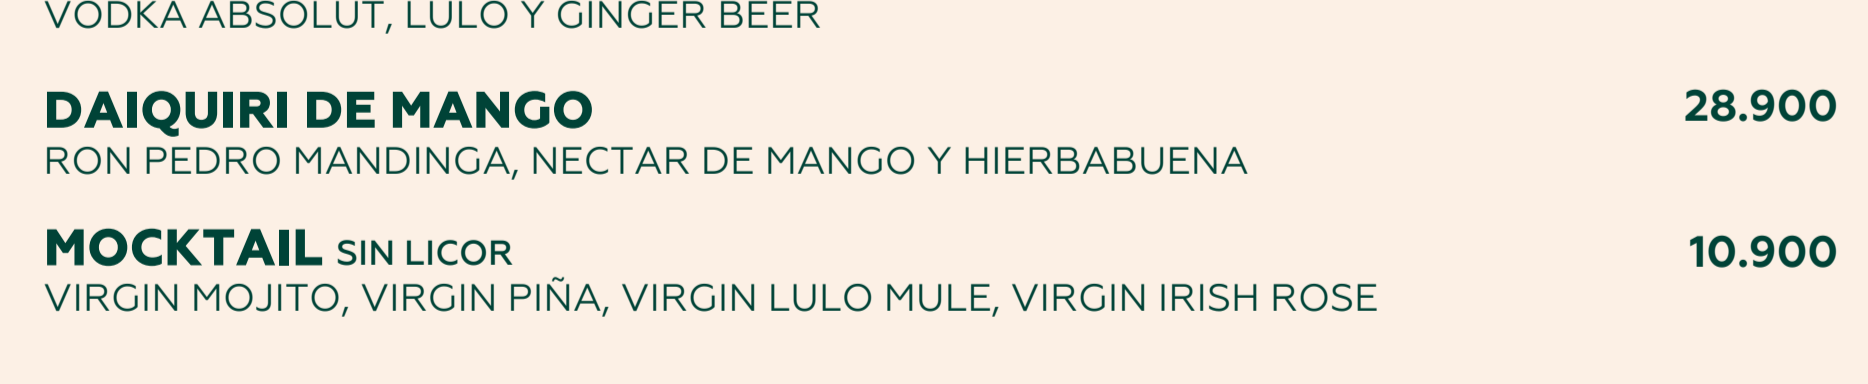 VODKA ABSOLUT, LULO Y GINGER BEER
DAIQUIRI DE MANGO 28.900
RON PEDRO MANDINGA, NECTAR DE MANGO Y HIERBABUENA
MOCKTAIL SIN LICOR 10.900
VIRGIN MOJITO, VIRGIN PIÑA, VIRGIN LULO MULE, VIRGIN IRISH ROSE